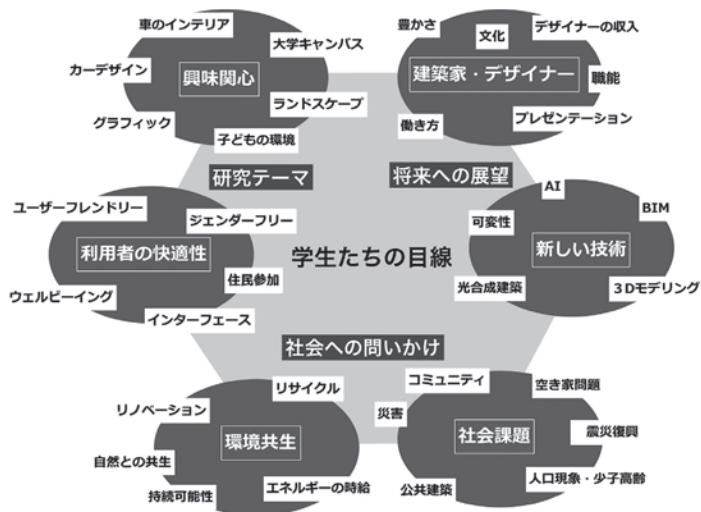 車のインテリア
大学キャンパス
カーデザイン
興味関心
ランドスケープ
グラフィック
子どもの環境
豊かさ
文化
デザイナーの収入
建築家・デザイナー
職能
働き方
プレゼンテーション
研究テーマ
将来への展望
ユーザーフレンドリー
ジェンダーフリー
利用者の快適性
住民参加
ウェルビーイング
インターフェース
学生たちの目線
AI
BIM
可変性
新しい技術
光合成建築
3Dモデリング
社会への問いかけ
リサイクル
リノベーション
環境共生
自然との共生
持続可能性
エネルギーの時給
コミュニティ
空き家問題
災害
社会課題
震災復興
公共建築
人口現象・少子高齢